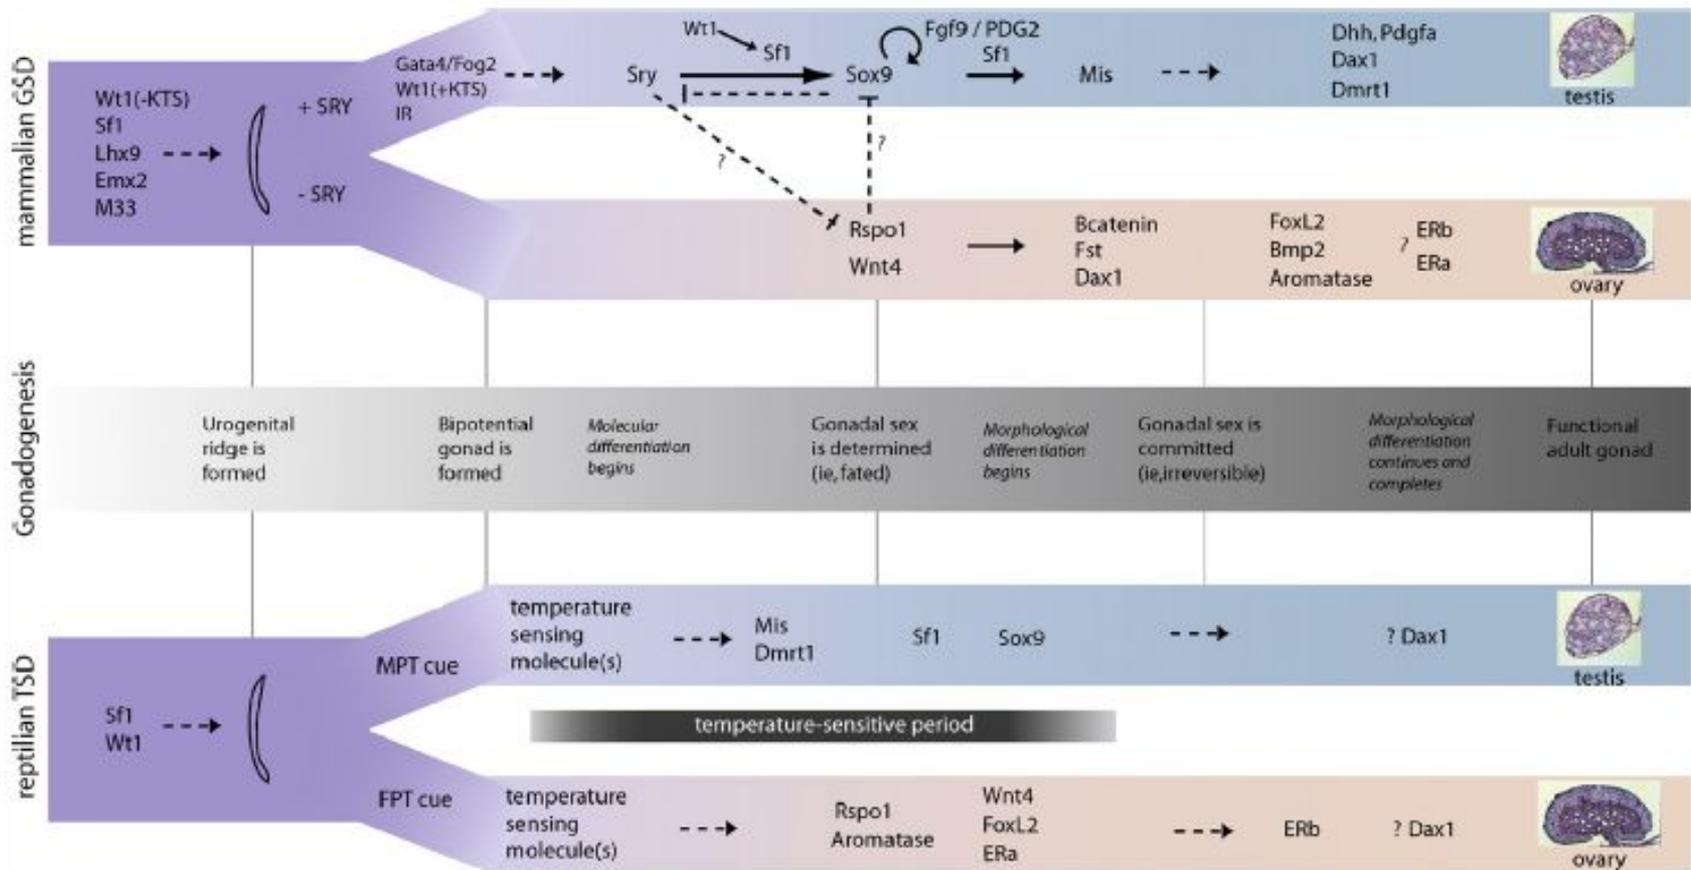 mammalian GSD
Wt1(-KTS)
Sf1
Lhx9
Emx2
M33
+ SRY
- SRY
Gata4/Fog2
Wt1(+KTS)
IR
Wt1
Sf1
Sry
Sox9
Fgf9 / PDG2
Sf1
Mis
Dhh, Pdgfa
Dax1
Dmrt1
testis
?
?
Rspo1
Wnt4
Bcatenin
Fst
Dax1
FoxL2
Bmp2
Aromatase
?
ERb
ERa
ovary
Gonadogenesis
Urogenital
ridge is
formed
Bipotential
gonad is
formed
Molecular
differentiation
begins
Gonadal sex
is determined
(ie, fated)
Morphological
differentiation
begins
Gonadal sex is
committed
(ie,irreversible)
Morphological
differentiation
continues and
completes
Functional
adult gonad
reptilian TSD
Sf1
Wt1
MPT cue
FPT cue
temperature
sensing
molecule(s)
Mis
Dmrt1
Sf1
Sox9
? Dax1
testis
temperature-sensitive period
temperature
sensing
molecule(s)
Rspo1
Aromatase
Wnt4
FoxL2
ERa
ERb
? Dax1
ovary